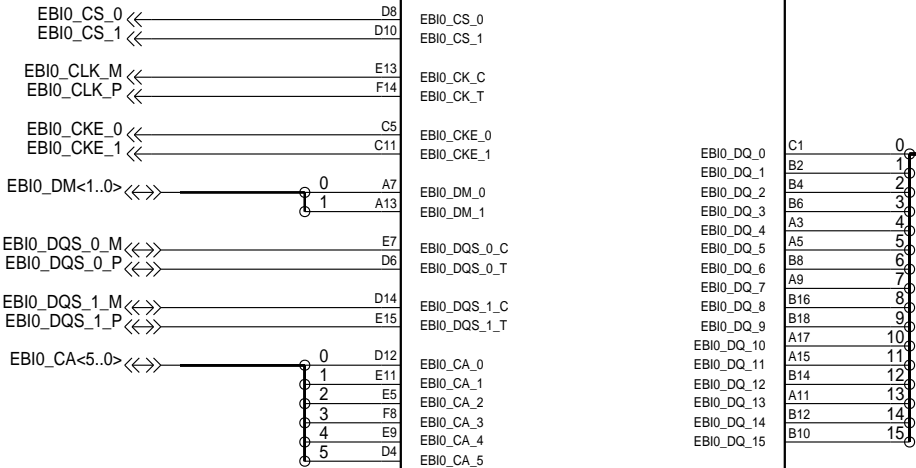 EBI0_CS_0 D8 EBI0_CS_0
EBI0_CS_1 D10 EBI0_CS_1
EBI0_CLK_M E13 EBI0_CK_C
EBI0_CLK_P F14 EBI0_CK_T
EBI0_CKE_0 C5 EBI0_CKE_0
EBI0_CKE_1 C11 EBI0_CKE_1
EBI0_DM<1..0> 0 A7 EBI0_DM_0
1 A13 EBI0_DM_1
EBI0_DQS_0_M E7 EBI0_DQS_0_C
EBI0_DQS_0_P D6 EBI0_DQS_0_T
EBI0_DQS_1_M D14 EBI0_DQS_1_C
EBI0_DQS_1_P E15 EBI0_DQS_1_T
EBI0_CA<5..0> 0 D12 EBI0_CA_0
1 E11 EBI0_CA_1
2 E5 EBI0_CA_2
3 F8 EBI0_CA_3
4 E9 EBI0_CA_4
5 D4 EBI0_CA_5
EBI0_DQ_0 C1 0
EBI0_DQ_1 B2 1
EBI0_DQ_2 B4 2
EBI0_DQ_3 B6 3
EBI0_DQ_4 A3 4
EBI0_DQ_5 A5 5
EBI0_DQ_6 B8 6
EBI0_DQ_7 A9 7
EBI0_DQ_8 B16 8
EBI0_DQ_9 B18 9
EBI0_DQ_10 A17 10
EBI0_DQ_11 A15 11
EBI0_DQ_12 B14 12
EBI0_DQ_13 A11 13
EBI0_DQ_14 B12 14
EBI0_DQ_15 B10 15